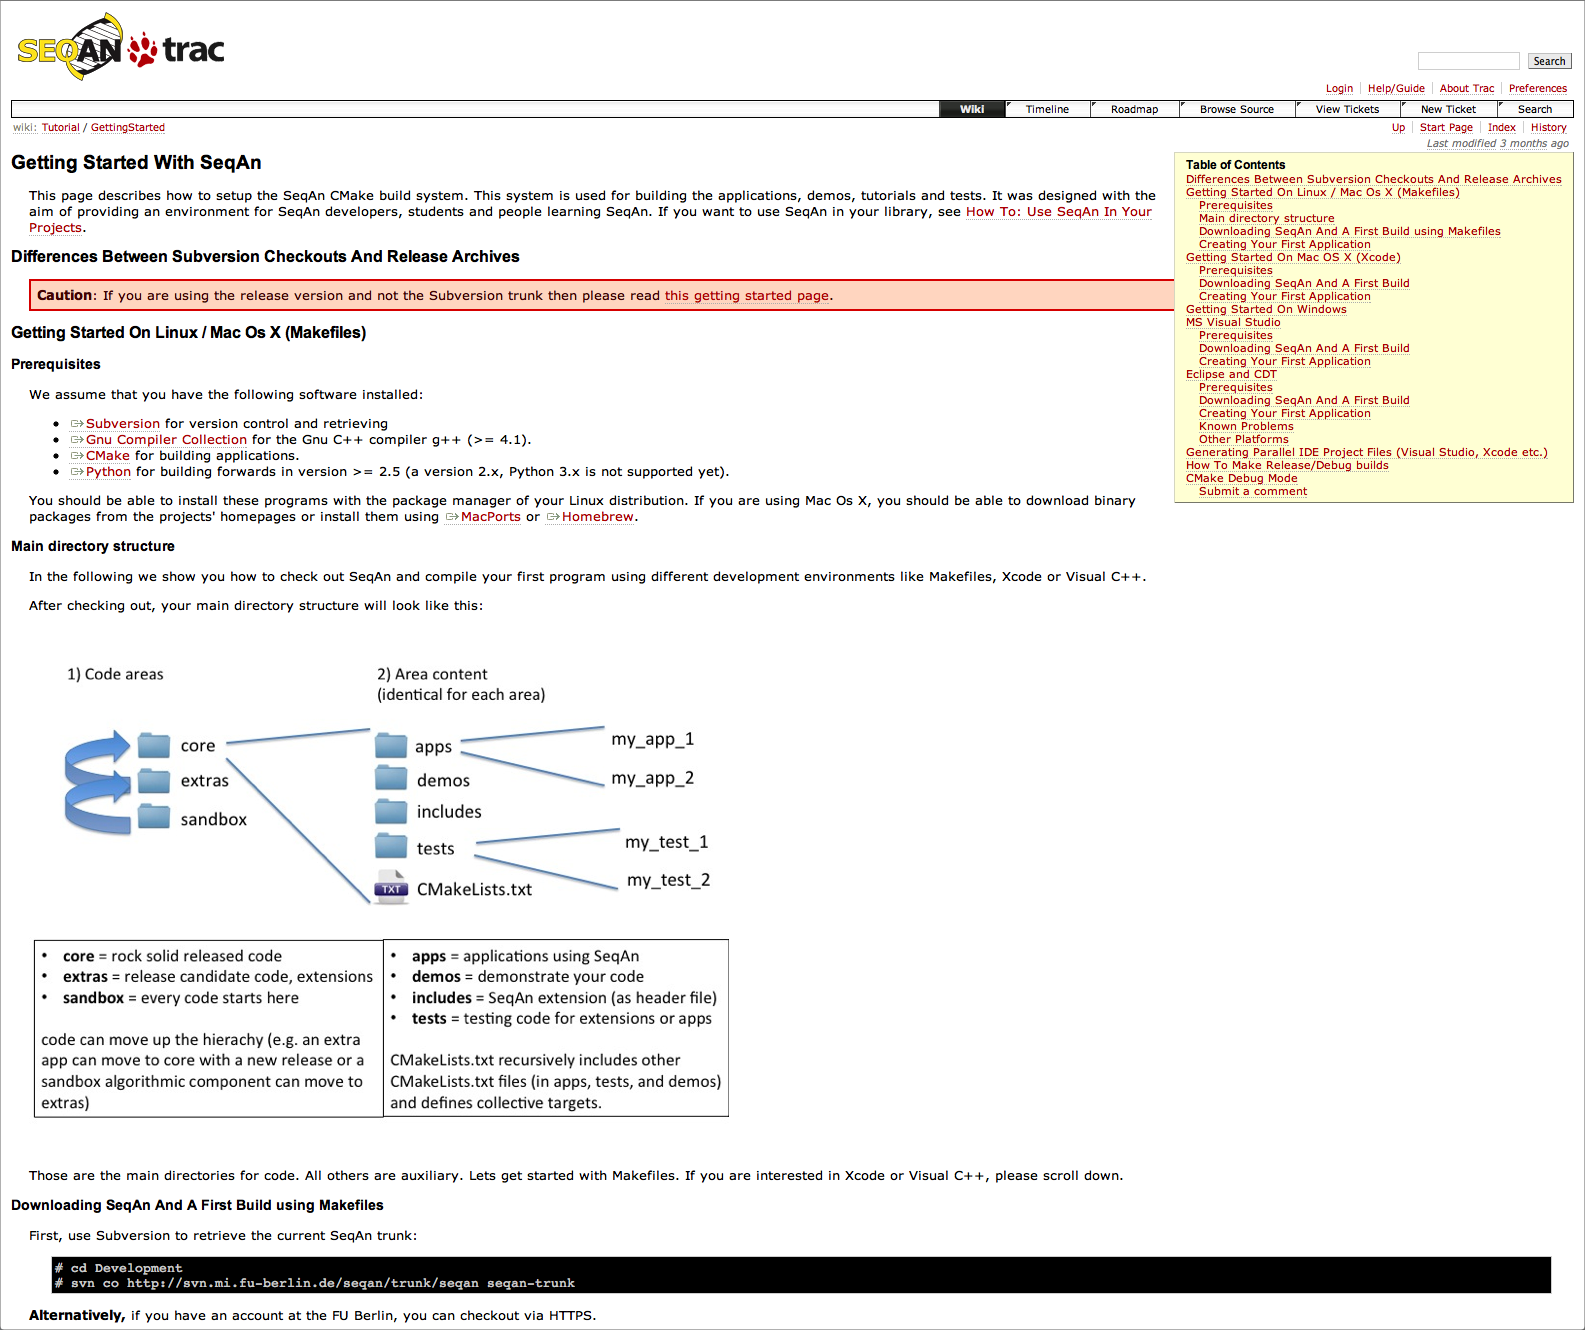 SEQAN trac
Search
Login Help/Guide About Trac Preferences
Wiki Timeline Roadmap Browse Source View Tickets New Ticket Search
wiki: Tutorial / GettingStarted
Up Start Page Index History
Last modified 3 months ago
Getting Started With SeqAn
This page describes how to setup the SeqAn CMake build system. This system is used for building the applications, demos, tutorials and tests. It was designed with the
aim of providing an environment for SeqAn developers, students and people learning SeqAn. If you want to use SeqAn in your library, see How To: Use SeqAn In Your
Projects.
Table of Contents
Differences Between Subversion Checkouts And Release Archives
Getting Started On Linux / Mac Os X (Makefiles)
Prerequisites
Main directory structure
Downloading SeqAn And A First Build using Makefiles
Creating Your First Application
Getting Started On Mac OS X (Xcode)
Prerequisites
Downloading SeqAn And A First Build
Creating Your First Application
Getting Started On Windows
MS Visual Studio
Prerequisites
Downloading SeqAn And A First Build
Creating Your First Application
Eclipse and CDT
Prerequisites
Downloading SeqAn And A First Build
Creating Your First Application
Known Problems
Other Platforms
Generating Parallel IDE Project Files (Visual Studio, Xcode etc.)
How To Make Release/Debug builds
CMake Debug Mode
Submit a comment
Differences Between Subversion Checkouts And Release Archives
Caution: If you are using the release version and not the Subversion trunk then please read this getting started page.
Getting Started On Linux / Mac Os X (Makefiles)
Prerequisites
We assume that you have the following software installed:
• Subversion for version control and retrieving
• Gnu Compiler Collection for the Gnu C++ compiler g++ (>= 4.1).
• CMake for building applications.
• Python for building forwards in version >= 2.5 (a version 2.x, Python 3.x is not supported yet).
You should be able to install these programs with the package manager of your Linux distribution. If you are using Mac Os X, you should be able to download binary
packages from the projects' homepages or install them using MacPorts or Homebrew.
Main directory structure
In the following we show you how to check out SeqAn and compile your first program using different development environments like Makefiles, Xcode or Visual C++.
After checking out, your main directory structure will look like this:
1) Code areas
core
extras
sandbox
2) Area content
(identical for each area)
apps
demos
includes
tests
TXT CMakeLists.txt
my_app_1
my_app_2
my_test_1
my_test_2
• core = rock solid released code
• extras = release candidate code, extensions
• sandbox = every code starts here
code can move up the hierachy (e.g. an extra
app can move to core with a new release or a
sandbox algorithmic component can move to
extras)
• apps = applications using SeqAn
• demos = demonstrate your code
• includes = SeqAn extension (as header file)
• tests = testing code for extensions or apps
CMakeLists.txt recursively includes other
CMakeLists.txt files (in apps, tests, and demos)
and defines collective targets.
Those are the main directories for code. All others are auxiliary. Lets get started with Makefiles. If you are interested in Xcode or Visual C++, please scroll down.
Downloading SeqAn And A First Build using Makefiles
First, use Subversion to retrieve the current SeqAn trunk:
# cd Development
# svn co http://svn.mi.fu-berlin.de/seqan/trunk/seqan seqan-trunk
Alternatively, if you have an account at the FU Berlin, you can checkout via HTTPS.